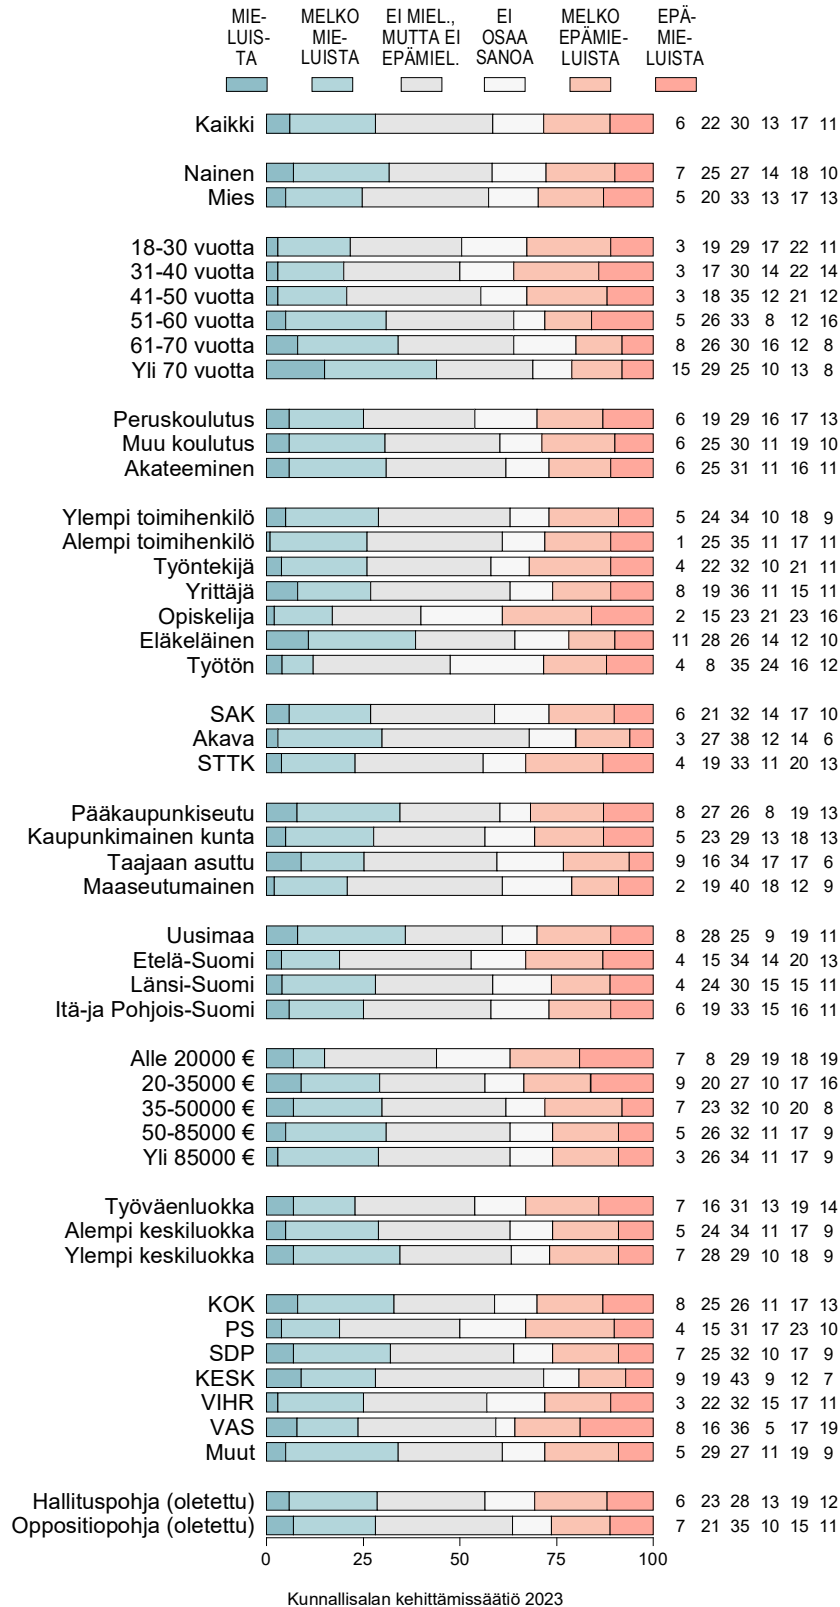 MIE- MELKO EI MIEL., EI MELKO EPÄ-
LUIS- MIE- MUTTA EI OSAA EPÄMIE- MIE-
TA LUISTA EPÄMIEL. SANOA LUISTA LUISTA
Kaikki 6 22 30 13 17 11
Nainen 7 25 27 14 18 10
Mies 5 20 33 13 17 13
18-30 vuotta 3 19 29 17 22 11
31-40 vuotta 3 17 30 14 22 14
41-50 vuotta 3 18 35 12 21 12
51-60 vuotta 5 26 33 8 12 16
61-70 vuotta 8 26 30 16 12 8
Yli 70 vuotta 15 29 25 10 13 8
Peruskoulutus 6 19 29 16 17 13
Muu koulutus 6 25 30 11 19 10
Akateeminen 6 25 31 11 16 11
Ylempi toimihenkilö 5 24 34 10 18 9
Alempi toimihenkilö 1 25 35 11 17 11
Työntekijä 4 22 32 10 21 11
Yrittäjä 8 19 36 11 15 11
Opiskelija 2 15 23 21 23 16
Eläkeläinen 11 28 26 14 12 10
Työtön 4 8 35 24 16 12
SAK 6 21 32 14 17 10
Akava 3 27 38 12 14 6
STTK 4 19 33 11 20 13
Pääkaupunkiseutu 8 27 26 8 19 13
Kaupunkimainen kunta 5 23 29 13 18 13
Taajaan asuttu 9 16 34 17 17 6
Maaseutumainen 2 19 40 18 12 9
Uusimaa 8 28 25 9 19 11
Etelä-Suomi 4 15 34 14 20 13
Länsi-Suomi 4 24 30 15 15 11
Itä-ja Pohjois-Suomi 6 19 33 15 16 11
Alle 20000 € 7 8 29 19 18 19
20-35000 € 9 20 27 10 17 16
35-50000 € 7 23 32 10 20 8
50-85000 € 5 26 32 11 17 9
Yli 85000 € 3 26 34 11 17 9
Työväenluokka 7 16 31 13 19 14
Alempi keskiluokka 5 24 34 11 17 9
Ylempi keskiluokka 7 28 29 10 18 9
KOK 8 25 26 11 17 13
PS 4 15 31 17 23 10
SDP 7 25 32 10 17 9
KESK 9 19 43 9 12 7
VIHR 3 22 32 15 17 11
VAS 8 16 36 5 17 19
Muut 5 29 27 11 19 9
Hallituspohja (oletettu) 6 23 28 13 19 12
Oppositiopohja (oletettu) 7 21 35 10 15 11
0 25 50 75 100
Kunnallisalan kehittämissäätiö 2023